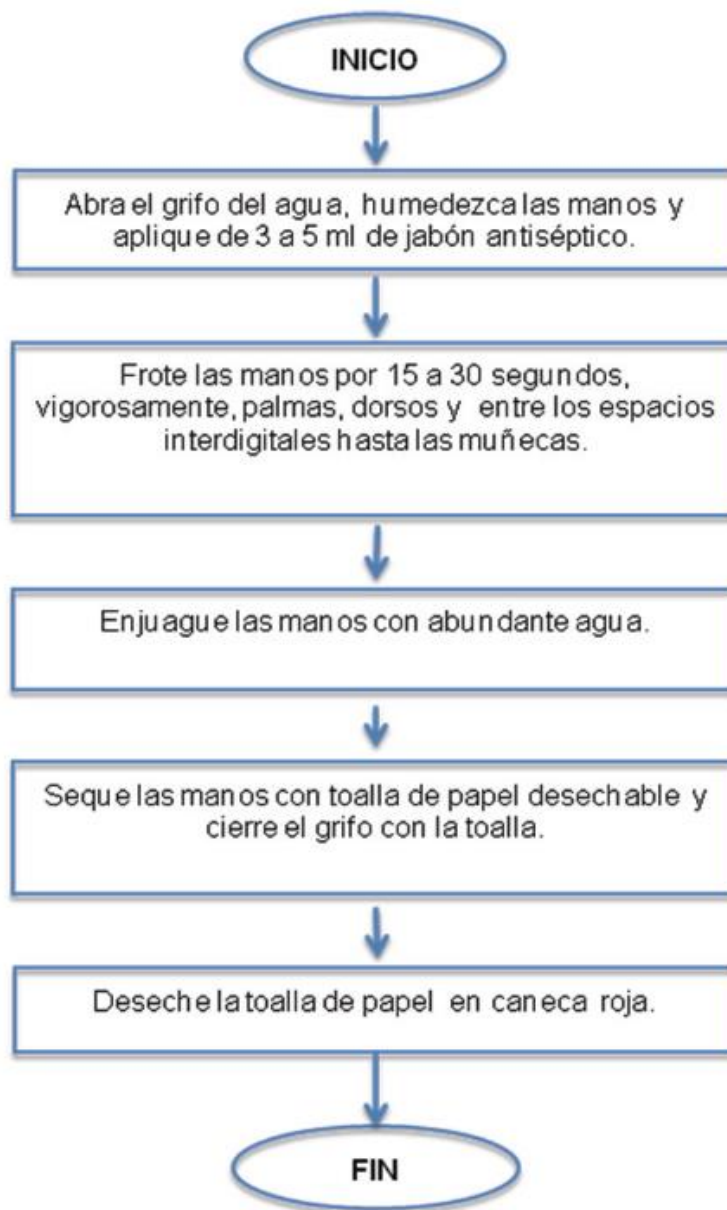 INICIO
Abra el grifo del agua, humedezca las manos y
aplique de 3 a 5 ml de jabón antiséptico.
Frote las manos por 15 a 30 segundos,
vigorosamente, palmas, dorsos y entre los espacios
interdigitales hasta las muñecas.
Enjuague las manos con abundante agua.
Seque las manos con toalla de papel desechable y
cierre el grifo con la toalla.
Deseche la toalla de papel en caneca roja.
FIN